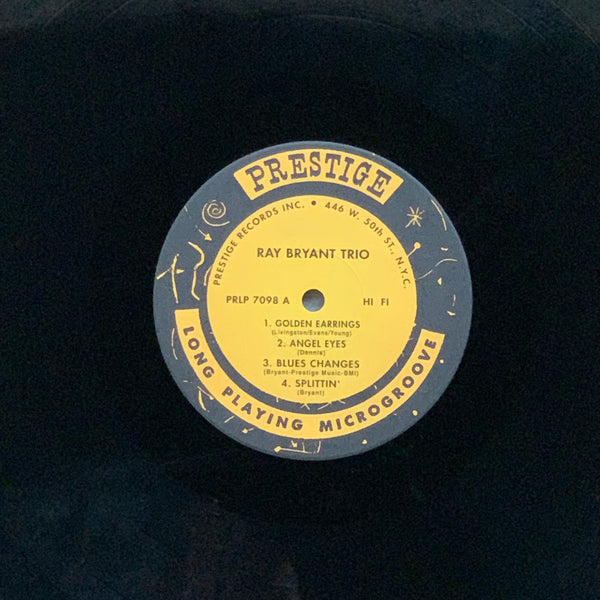 PRESTIGE
PRESTIGE RECORDS INC. • 446 W. 50th ST., N.Y.C.
RAY BRYANT TRIO
PRLP 7098 A HI FI
1. GOLDEN EARRINGS
(Livingston/Evans/Young)
2. ANGEL EYES
(Dennis)
3. BLUES CHANGES
(Bryant-Prestige Music-BMI)
4. SPLITTIN'
(Bryant)
LONG PLAYING MICROGROOVE